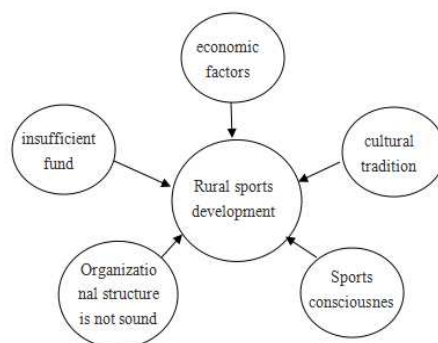 economic
factors
insufficient
fund
cultural
tradition
Rural sports
development
Organizatio
nal structure
is not sound
Sports
consciousnes